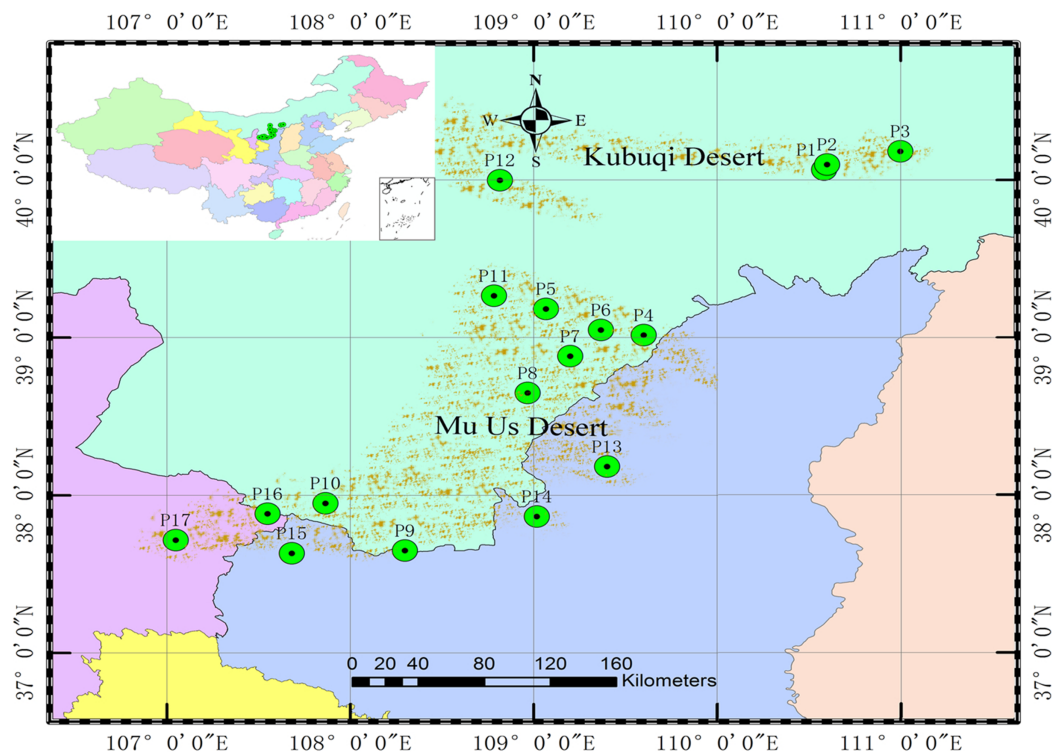 107° 0′0″E 108° 0′0″E 109° 0′0″E 110° 0′0″E 111° 0′0″E
N
W E
S
Kubuqi Desert
P1 P2 P3
P12
40° 0′0″N 40° 0′0″N
P11
P5
P6 P4
P7
39° 0′0″N 39° 0′0″N
P8
Mu Us Desert
P13
P10
P16
P14
P17
P15
P9
38° 0′0″N 38° 0′0″N
0 20 40 80 120 160
Kilometers
37° 0′0″N 37° 0′0″N
107° 0′0″E 108° 0′0″E 109° 0′0″E 110° 0′0″E 111° 0′0″E